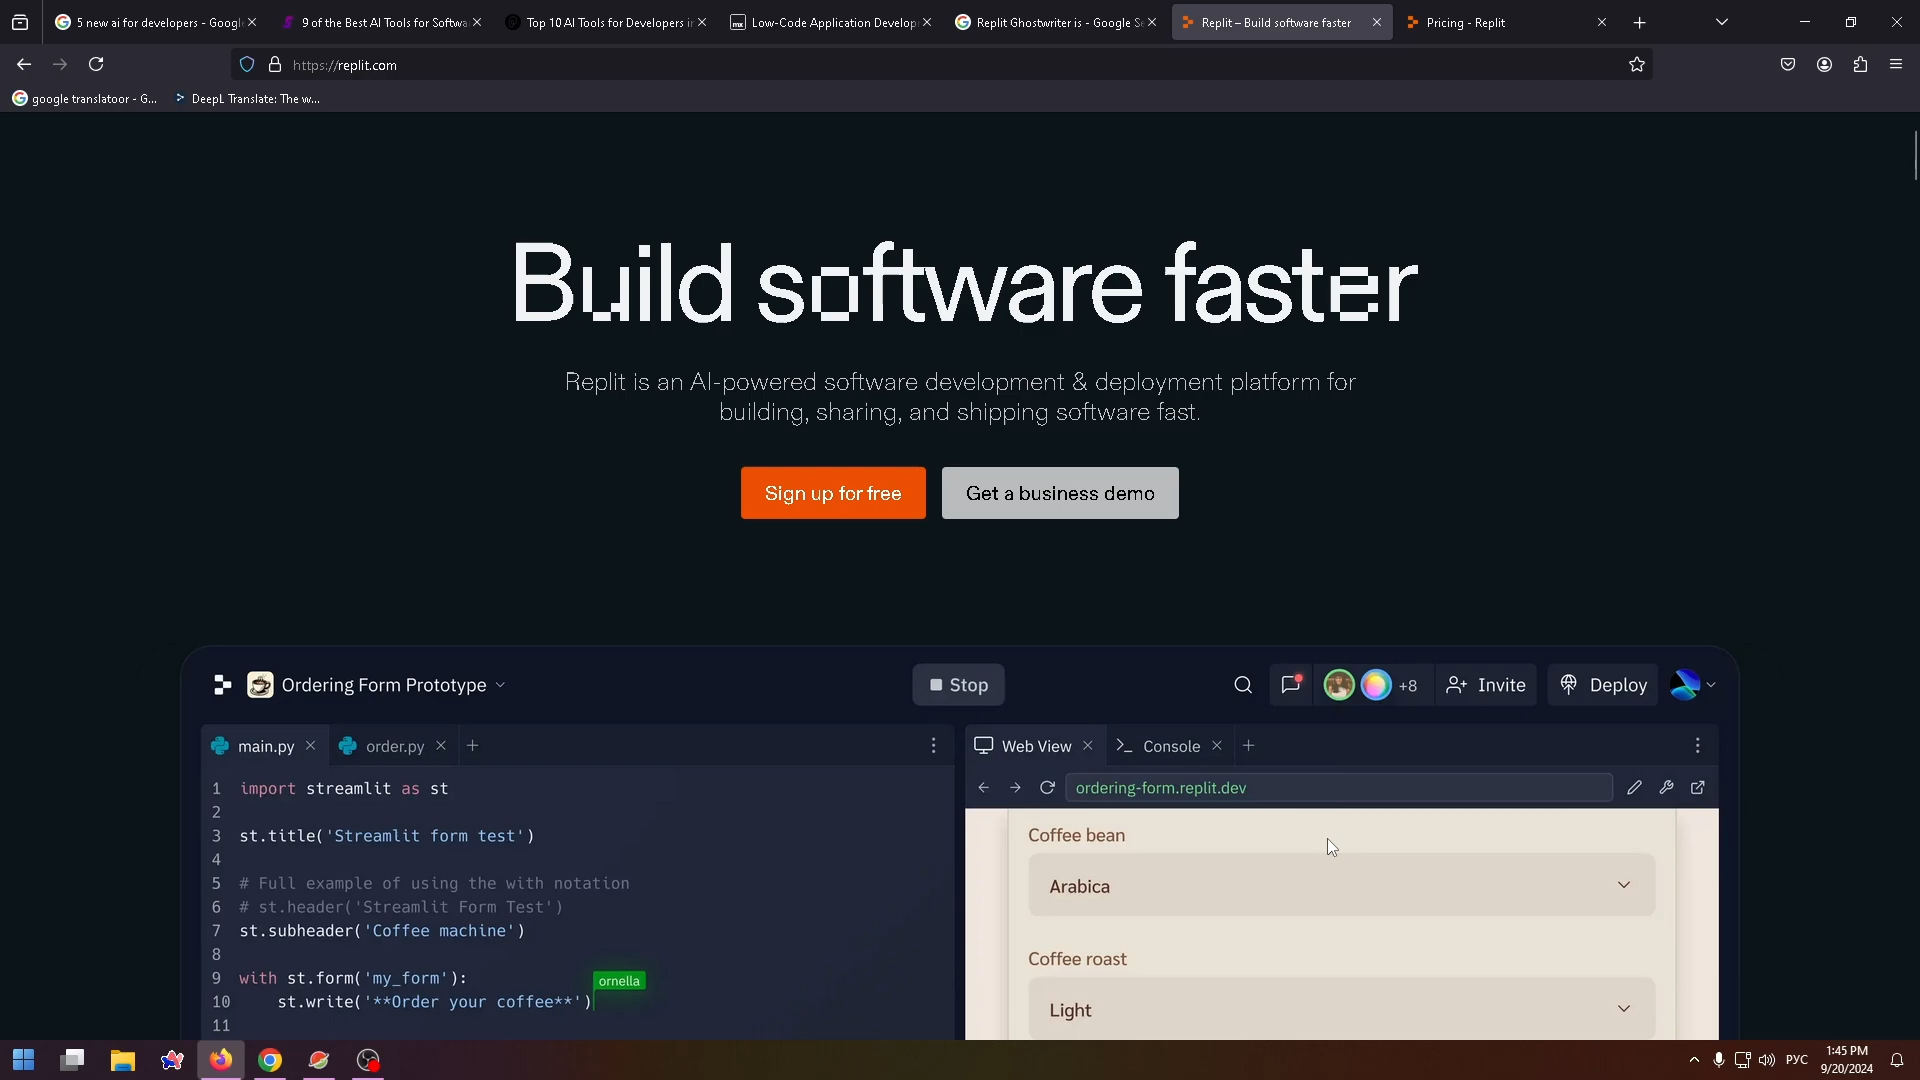 5 new ai for developers - Google
9 of the Best AI Tools for Softwa
Top 10 AI Tools for Developers in
Low-Code Application Develop
Replit Ghostwriter is - Google Se
Replit – Build software faster
Pricing - Replit
https://replit.com
google translatoor - G...
DeepL Translate: The w...
Build software faster
Replit is an AI-powered software development & deployment platform for
building, sharing, and shipping software fast.
Sign up for free
Get a business demo
Ordering Form Prototype
Stop
+8
Invite
Deploy
main.py
order.py
Web View
Console
ordering-form.replit.dev
1 import streamlit as st
2
3 st.title('Streamlit form test')
4
5 # Full example of using the with notation
6 # st.header('Streamlit Form Test')
7 st.subheader('Coffee machine')
8
9 with st.form('my_form'):
ornella
10 st.write('**Order your coffee**')
11
Coffee bean
Arabica
Coffee roast
Light
РУС
1:45 PM
9/20/2024